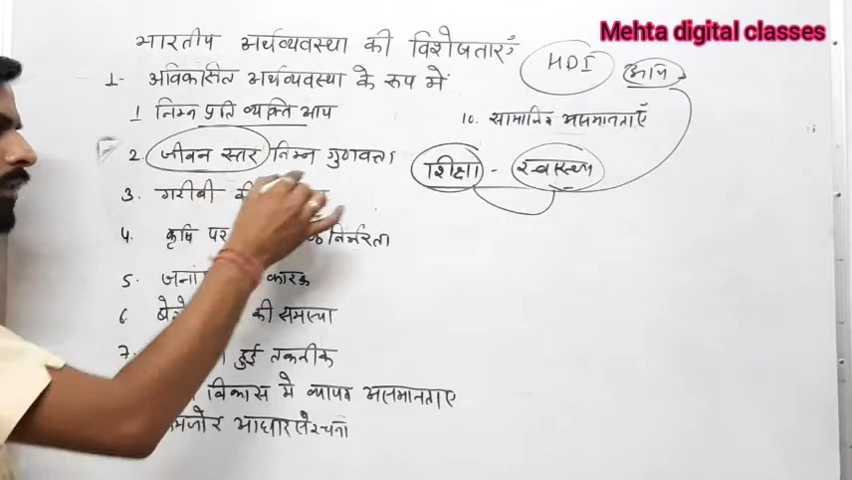 Mehta digital classes
भारतीय अर्थव्यवस्था की विशेषताएँ
1- अविकसित अर्थव्यवस्था के रूप में
HDI
आय
1 निम्न प्रति व्यक्ति आय
10. सामाजिक असमानताएँ
2. जीवन स्तर निम्न गुणवत्ता
शिक्षा - स्वास्थ्य
3. गरीबी की
4. कृषि पर निर्भरता
5. कारक
6. की समस्या
7. हुई तकनीक
विकास में व्यापक असमानताए
आधारसंरचना